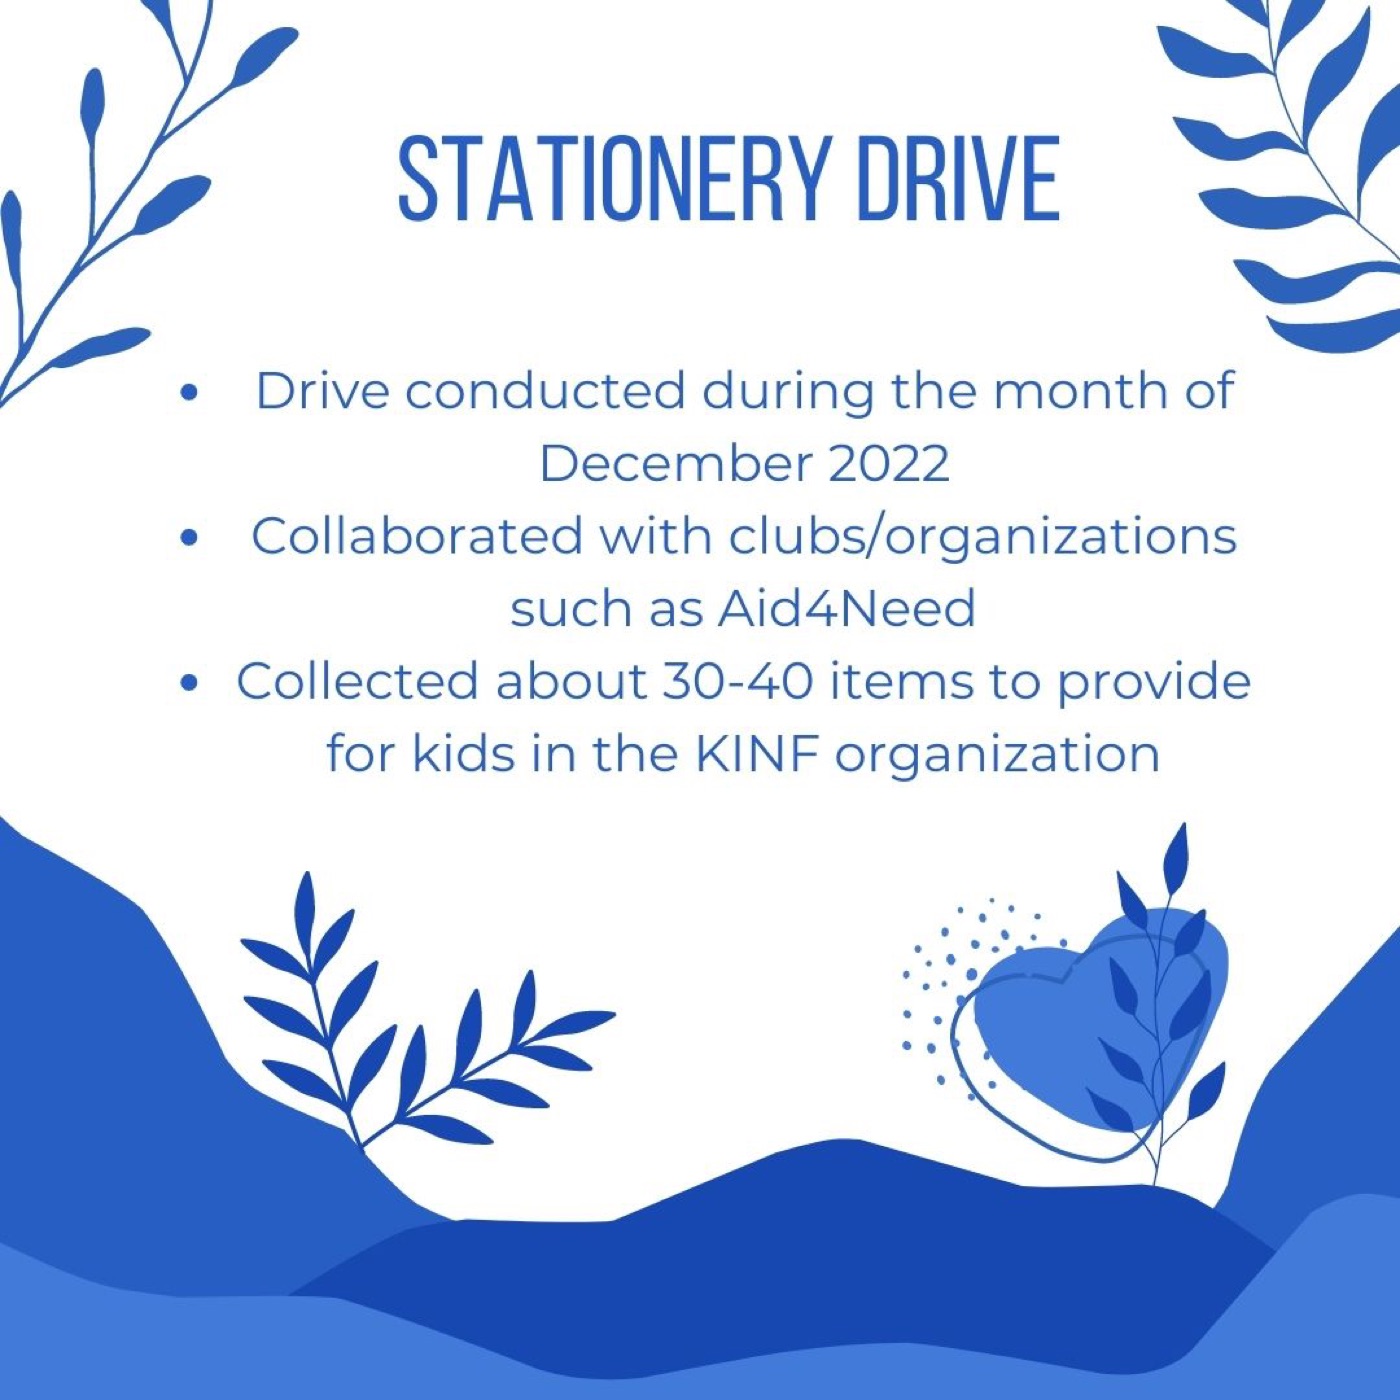 STATIONERY DRIVE
• Drive conducted during the month of
December 2022
• Collaborated with clubs/organizations
such as Aid4Need
• Collected about 30-40 items to provide
for kids in the KINF organization